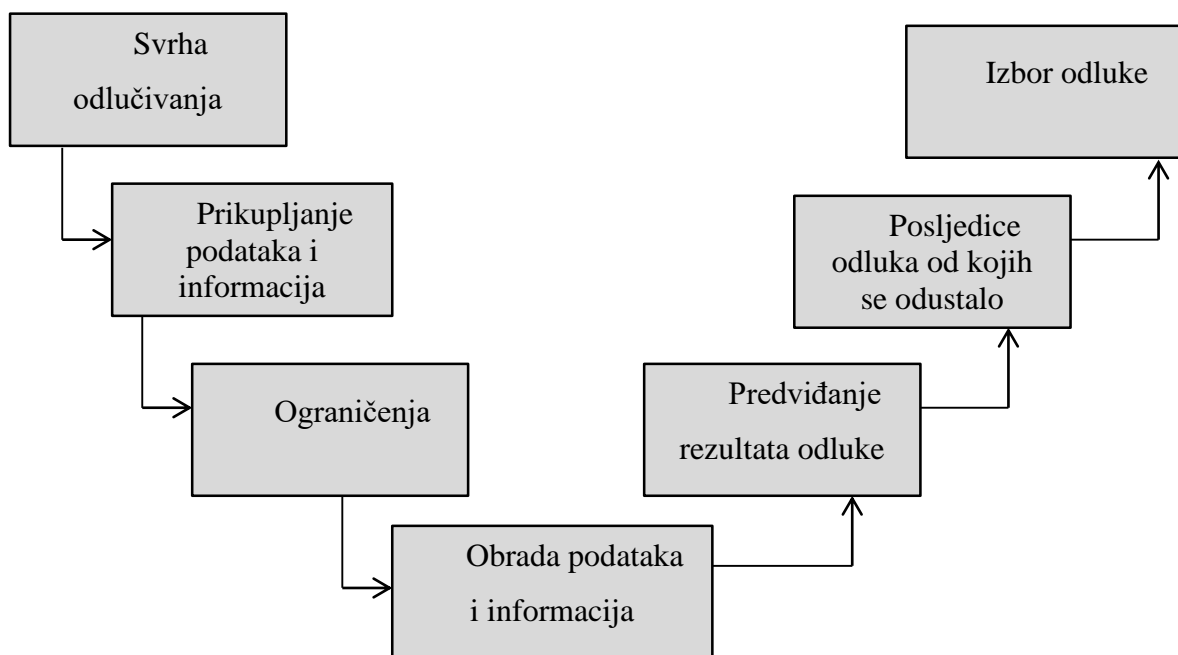 Svrha
odlučivanja
Prikupljanje
podataka i
informacija
Ograničenja
Obrada podataka
i informacija
Predviđanje
rezultata odluke
Posljedice
odluka od kojih
se odustalo
Izbor odluke